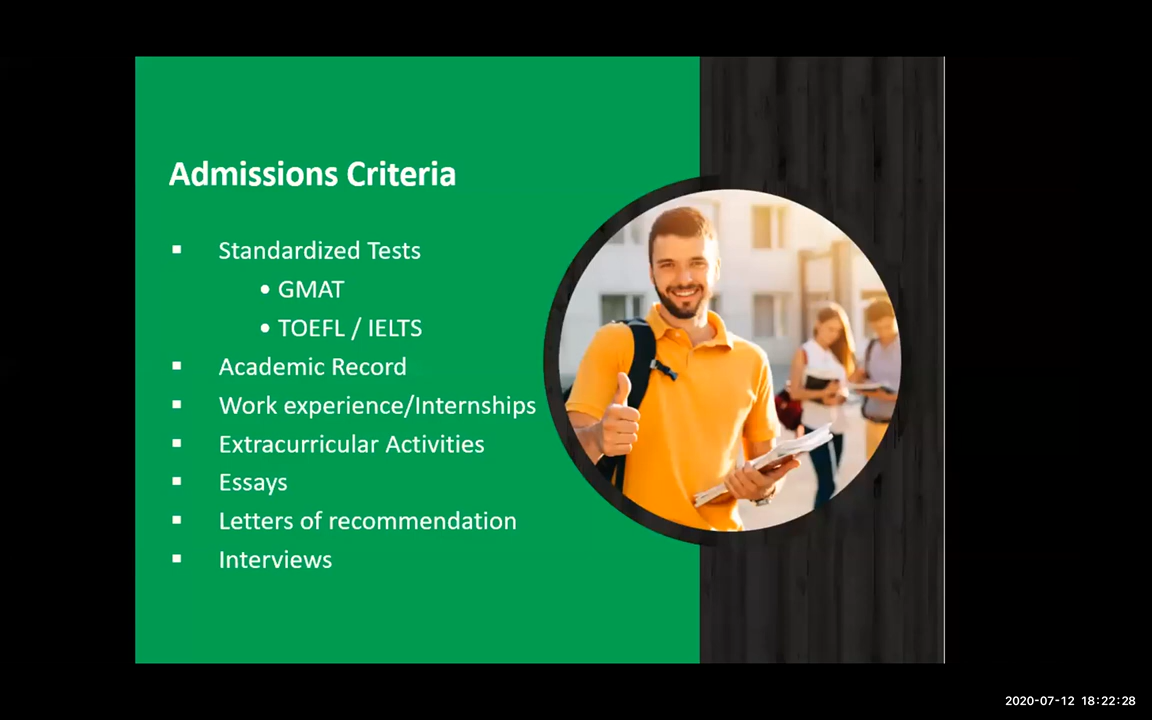 Admissions Criteria
▪ Standardized Tests
• GMAT
• TOEFL / IELTS
▪ Academic Record
▪ Work experience/Internships
▪ Extracurricular Activities
▪ Essays
▪ Letters of recommendation
▪ Interviews
2020-07-12 18:22:28